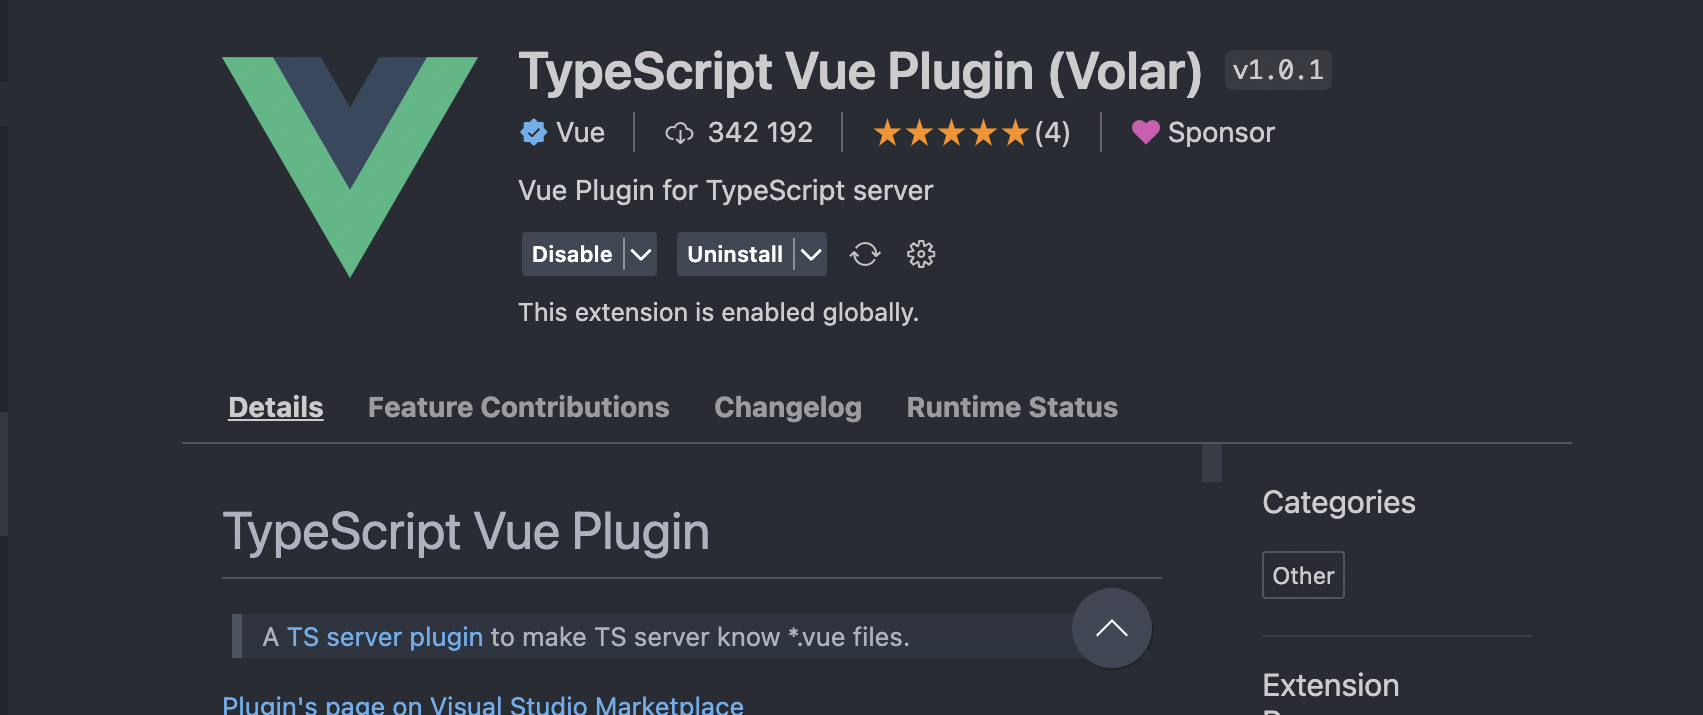 TypeScript Vue Plugin (Volar) v1.0.1
Vue 342 192 (4) Sponsor
Vue Plugin for TypeScript server
Disable Uninstall
This extension is enabled globally.
Details Feature Contributions Changelog Runtime Status
TypeScript Vue Plugin
A TS server plugin to make TS server know *.vue files.
Plugin's page on Visual Studio Marketplace
Categories
Other
Extension